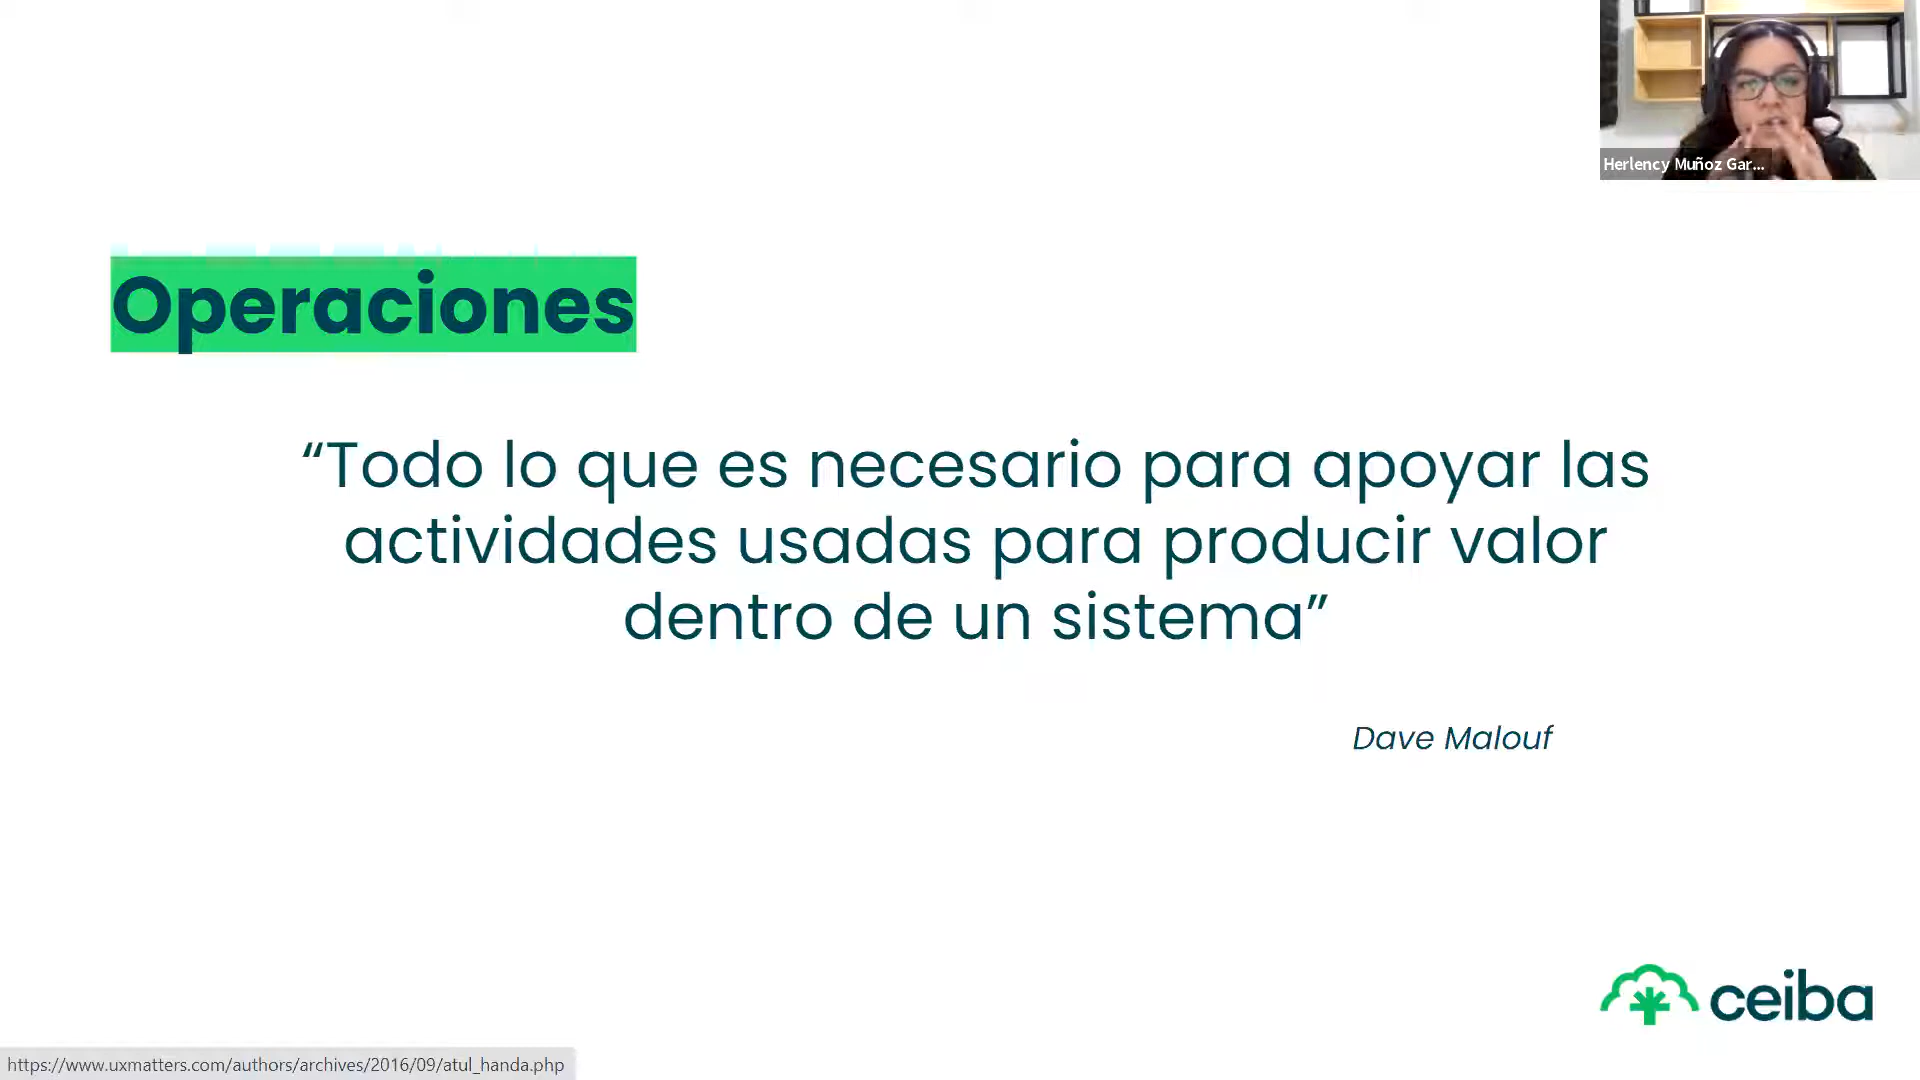 Herlency Muñoz Gar...
Operaciones
“Todo lo que es necesario para apoyar las
actividades usadas para producir valor
dentro de un sistema”
Dave Malouf
ceiba
https://www.uxmatters.com/authors/archives/2016/09/atul_handa.php